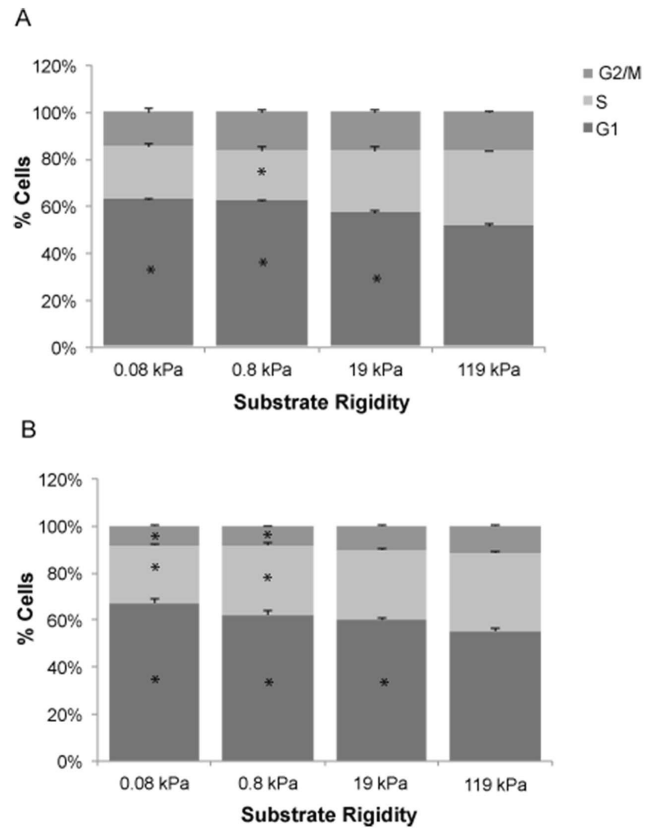 A
120%
100%
80%
60%
40%
20%
0%
% Cells
G2/M
S
G1
*
*
*
*
0.08 kPa 0.8 kPa 19 kPa 119 kPa
Substrate Rigidity
B
120%
100%
80%
60%
40%
20%
0%
% Cells
* *
* *
* * *
0.08 kPa 0.8 kPa 19 kPa 119 kPa
Substrate Rigidity